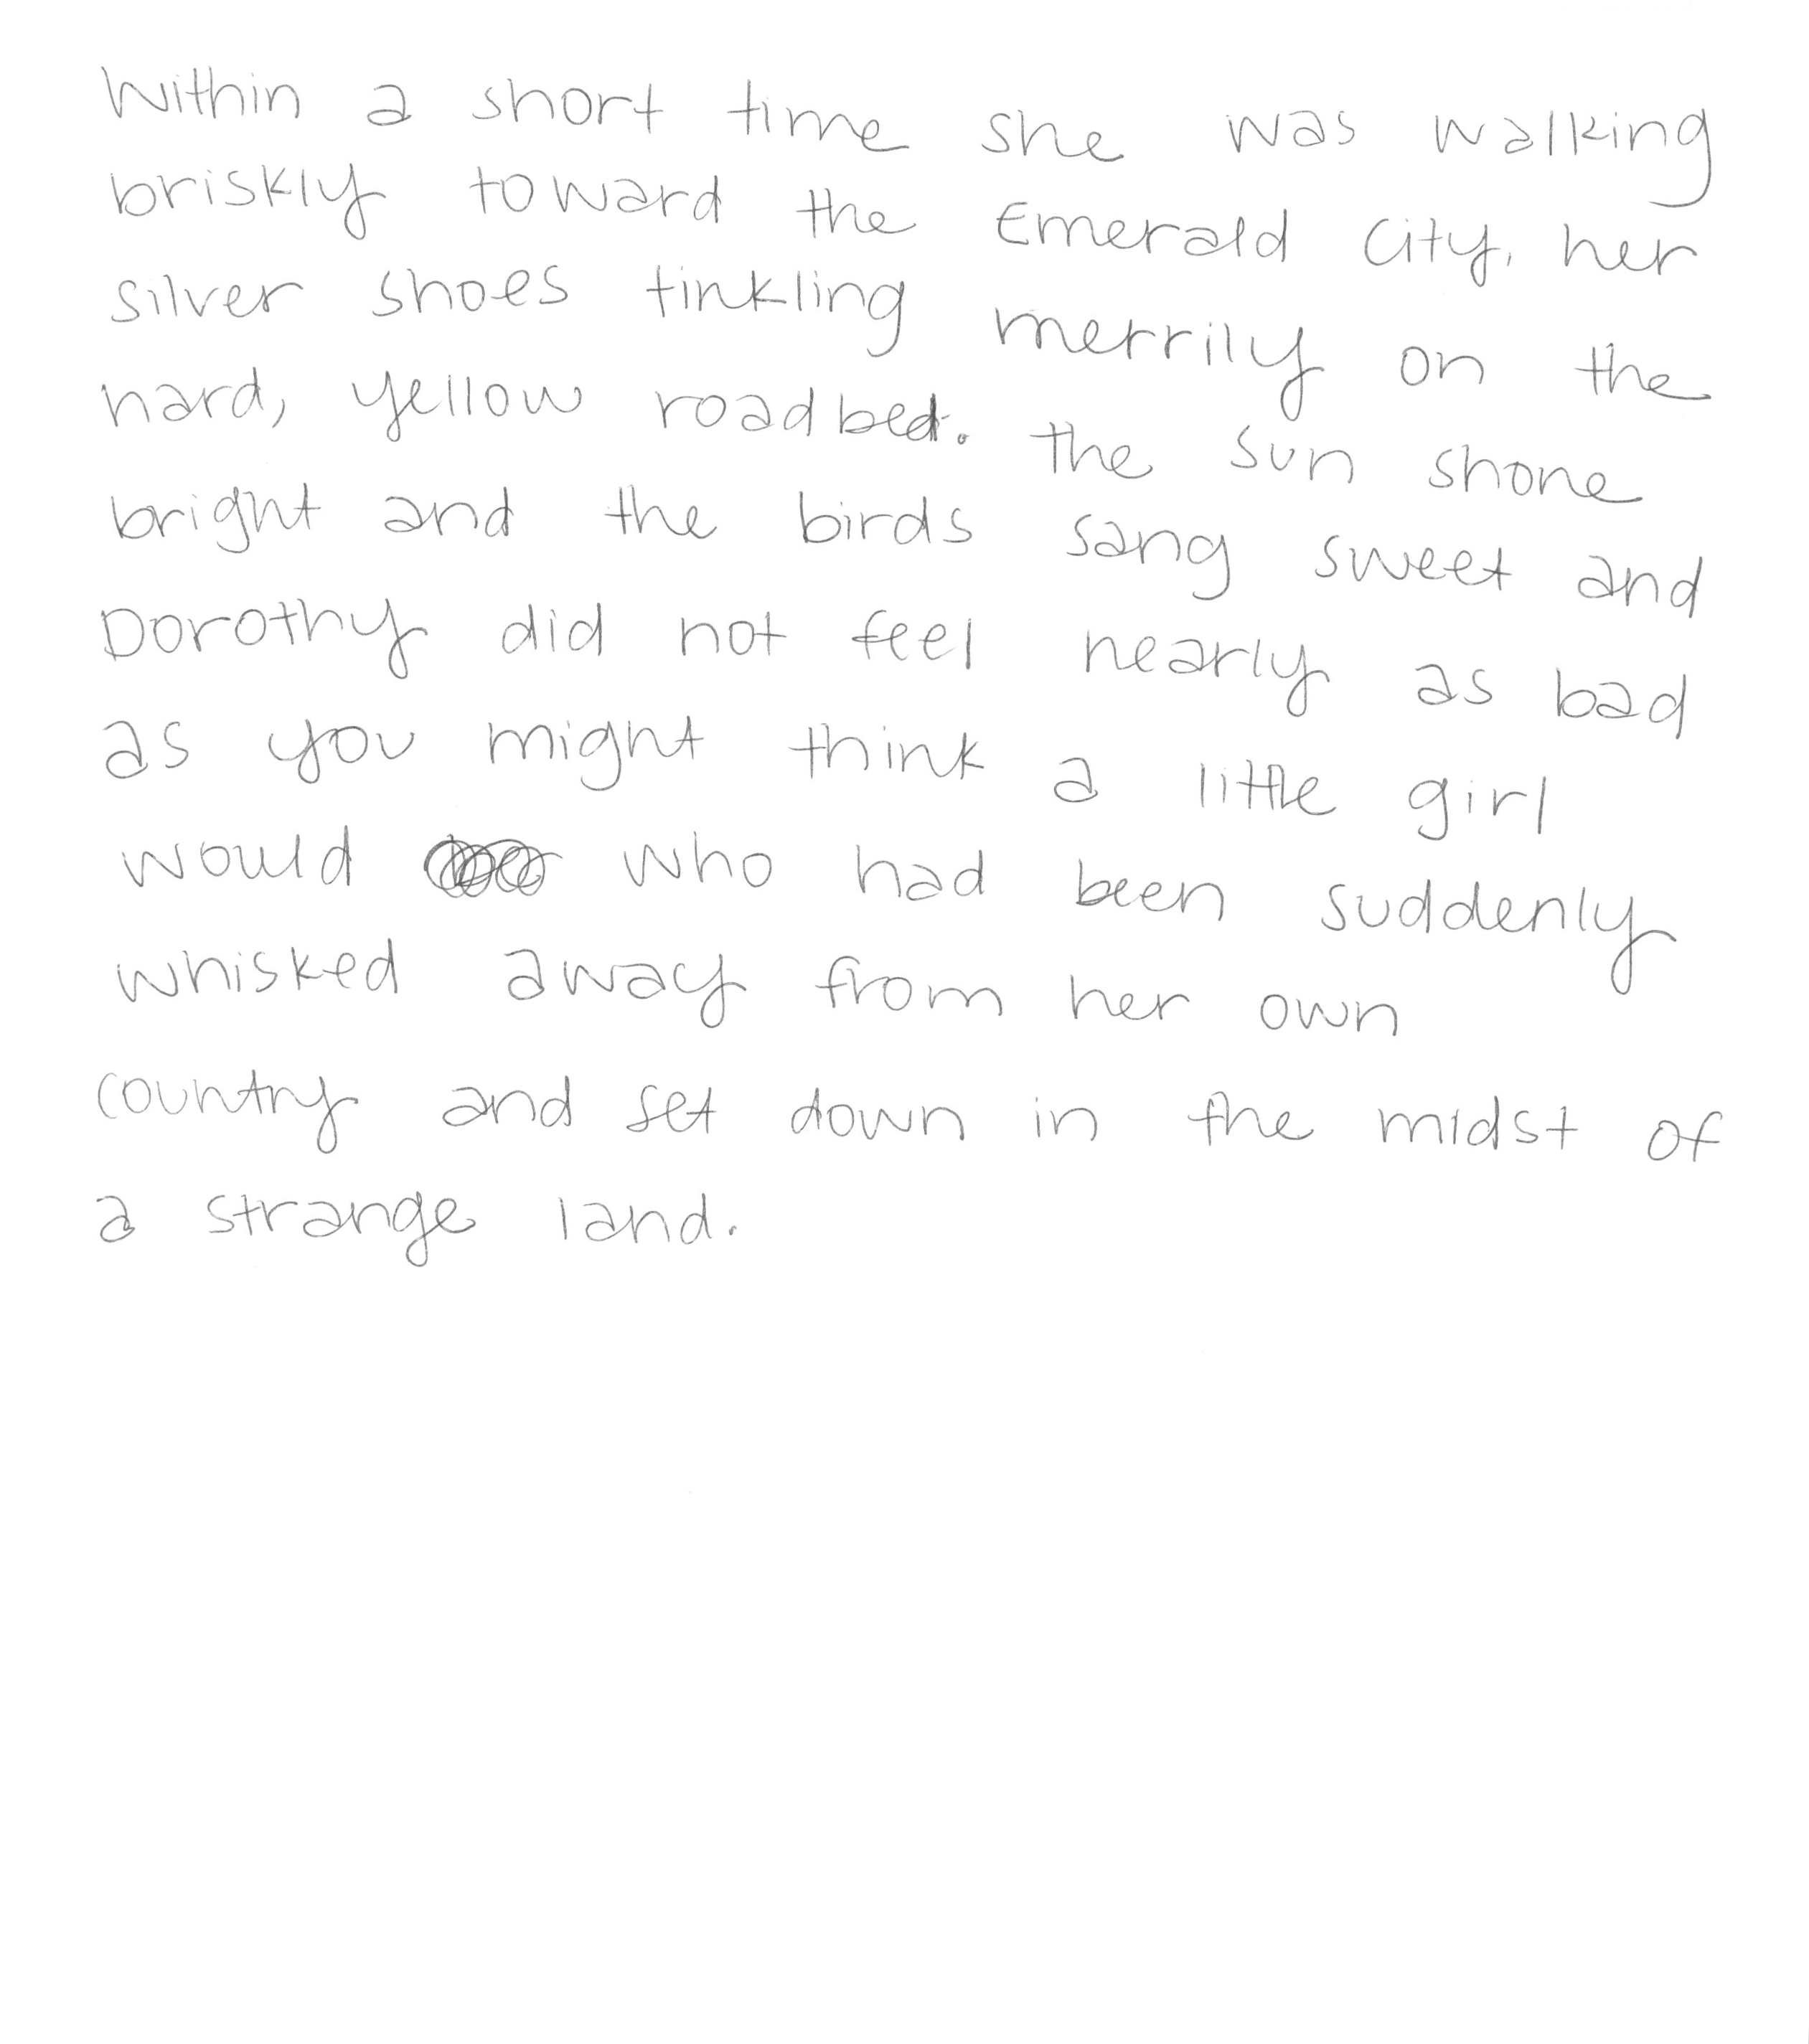 Within a short time she was walking
briskly toward the Emerald City, her
silver shoes tinkling merrily on the
hard, yellow roadbed. The sun shone
bright and the birds sang sweet and
Dorothy did not feel nearly as bad
as you might think a little girl
would who had been suddenly
whisked away from her own
country and set down in the midst of
a strange land.